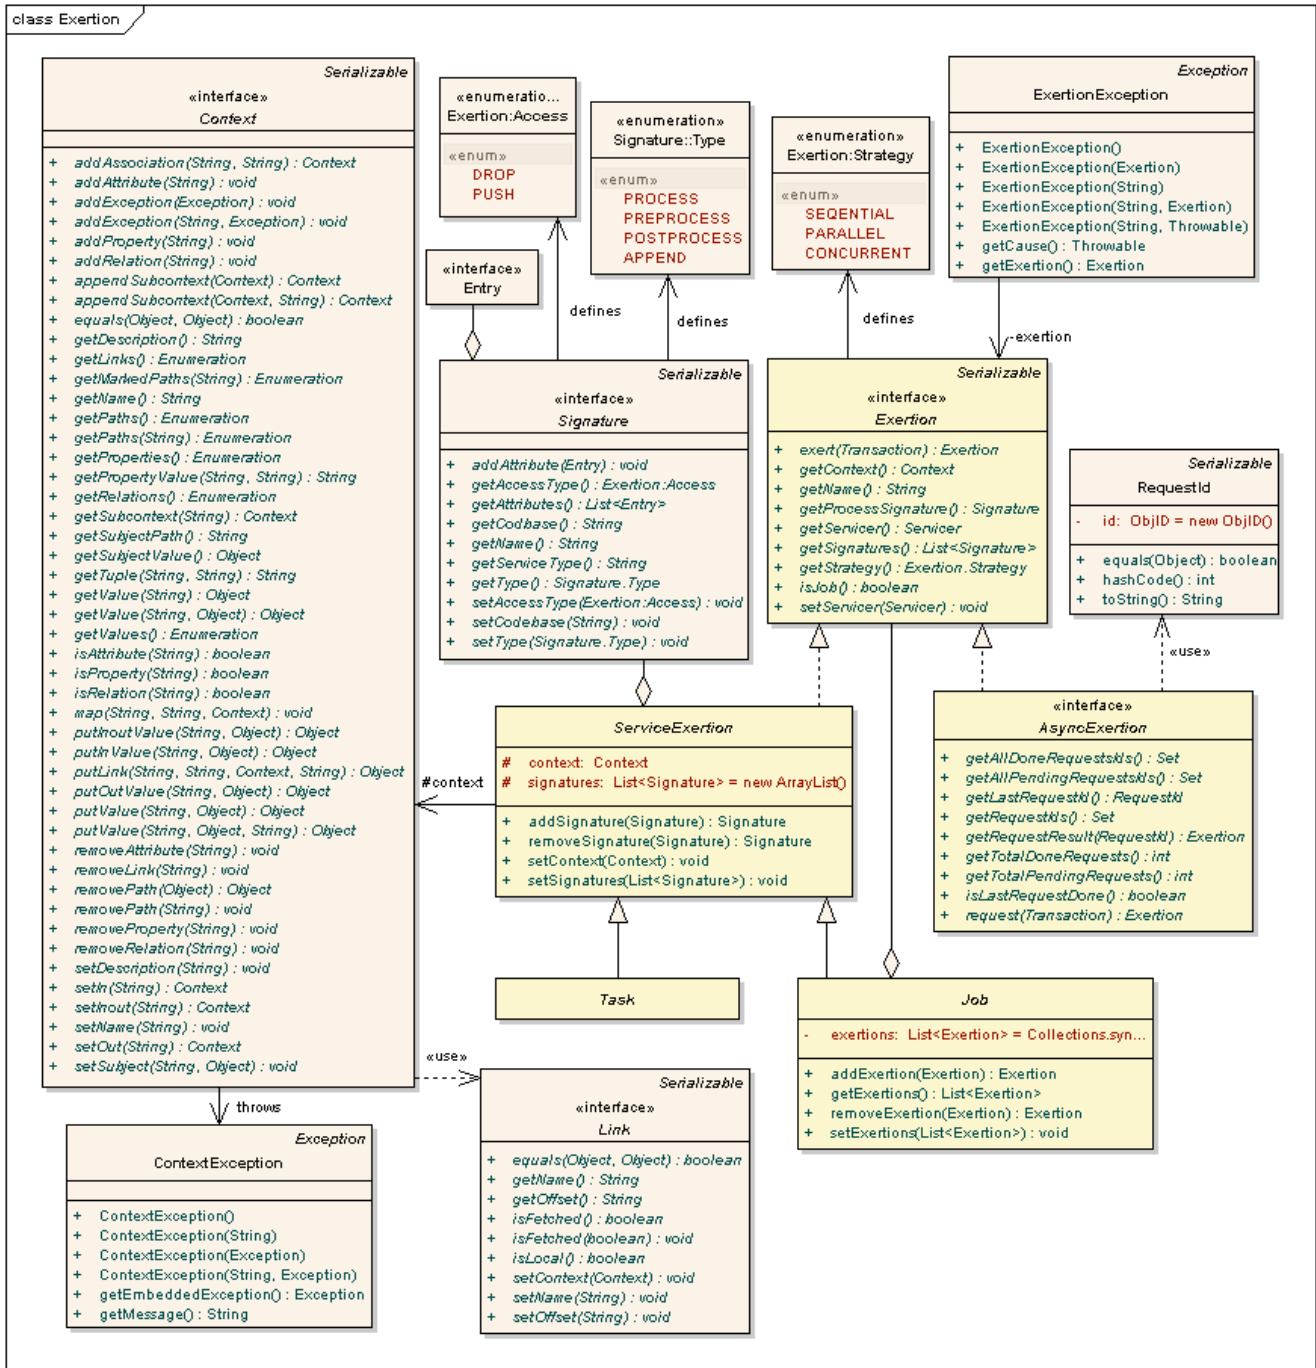 class Exertion
Serializable
«interface»
Context
+ addAssociation(String, String) : Context
+ addAttribute(String) : void
+ addException(Exception) : void
+ addException(String, Exception) : void
+ addProperty(String) : void
+ addRelation(String) : void
+ appendSubcontext(Context) : Context
+ appendSubcontext(Context, String) : Context
+ equals(Object, Object) : boolean
+ getDescription() : String
+ getLinks() : Enumeration
+ getMarkedPaths(String) : Enumeration
+ getName() : String
+ getPaths() : Enumeration
+ getPaths(String) : Enumeration
+ getProperties() : Enumeration
+ getPropertyValue(String, String) : String
+ getRelations() : Enumeration
+ getSubcontext(String) : Context
+ getSubjectPath() : String
+ getSubjectValue() : Object
+ getTuple(String, String) : String
+ getValue(String) : Object
+ getValue(String, Object) : Object
+ getValues() : Enumeration
+ isAttribute(String) : boolean
+ isProperty(String) : boolean
+ isRelation(String) : boolean
+ map(String, String, Context) : void
+ putInoutValue(String, Object) : Object
+ putInValue(String, Object) : Object
+ putLink(String, String, Context, String) : Object
+ putOutValue(String, Object) : Object
+ putValue(String, Object) : Object
+ putValue(String, Object, String) : Object
+ removeAttribute(String) : void
+ removeLink(String) : void
+ removePath(Object) : Object
+ removePath(String) : void
+ removeProperty(String) : void
+ removeRelation(String) : void
+ setDescription(String) : void
+ setIn(String) : Context
+ setInout(String) : Context
+ setName(String) : void
+ setOut(String) : Context
+ setSubject(String, Object) : void
«enumeratio...
Exertion:Access
«enum»
DROP
PUSH
«enumeration»
Signature::Type
«enum»
PROCESS
PREPROCESS
POSTPROCESS
APPEND
«enumeration»
Exertion:Strategy
«enum»
SEQENTIAL
PARALLEL
CONCURRENT
Exception
ExertionException
+ ExertionException()
+ ExertionException(Exertion)
+ ExertionException(String)
+ ExertionException(String, Exertion)
+ ExertionException(String, Throwable)
+ getCause() : Throwable
+ getExertion() : Exertion
«interface»
Entry
defines
defines
defines
-exertion
Serializable
«interface»
Signature
+ addAttribute(Entry) : void
+ getAccessType() : Exertion:Access
+ getAttributes() : List<Entry>
+ getCodbase() : String
+ getName() : String
+ getServiceType() : String
+ getType() : Signature.Type
+ setAccessType(Exertion:Access) : void
+ setCodebase(String) : void
+ setType(Signature.Type) : void
Serializable
«interface»
Exertion
+ exert(Transaction) : Exertion
+ getContext() : Context
+ getName() : String
+ getProcessSignature() : Signature
+ getServicer() : Servicer
+ getSignatures() : List<Signature>
+ getStrategy() : Exertion.Strategy
+ isJob() : boolean
+ setServicer(Servicer) : void
Serializable
RequestId
- id: ObjID = new ObjID()
+ equals(Object) : boolean
+ hashCode() : int
+ toString() : String
«use»
ServiceExertion
# context: Context
# signatures: List<Signature> = new ArrayList()
+ addSignature(Signature) : Signature
+ removeSignature(Signature) : Signature
+ setContext(Context) : void
+ setSignatures(List<Signature>) : void
#context
«interface»
AsyncExertion
+ getAllDoneRequestsIds() : Set
+ getAllPendingRequestsIds() : Set
+ getLastRequestId() : RequestId
+ getRequestIds() : Set
+ getRequestResult(RequestId) : Exertion
+ getTotalDoneRequests() : int
+ getTotalPendingRequests() : int
+ isLastRequestDone() : boolean
+ request(Transaction) : Exertion
Task
Job
- exertions: List<Exertion> = Collections.syn...
+ addExertion(Exertion) : Exertion
+ getExertions() : List<Exertion>
+ removeExertion(Exertion) : Exertion
+ setExertions(List<Exertion>) : void
«use»
throws
Exception
ContextException
+ ContextException()
+ ContextException(String)
+ ContextException(Exception)
+ ContextException(String, Exception)
+ getEmbeddedException() : Exception
+ getMessage() : String
Serializable
«interface»
Link
+ equals(Object, Object) : boolean
+ getName() : String
+ getOffset() : String
+ isFetched() : boolean
+ isFetched(boolean) : void
+ isLocal() : boolean
+ setContext(Context) : void
+ setName(String) : void
+ setOffset(String) : void